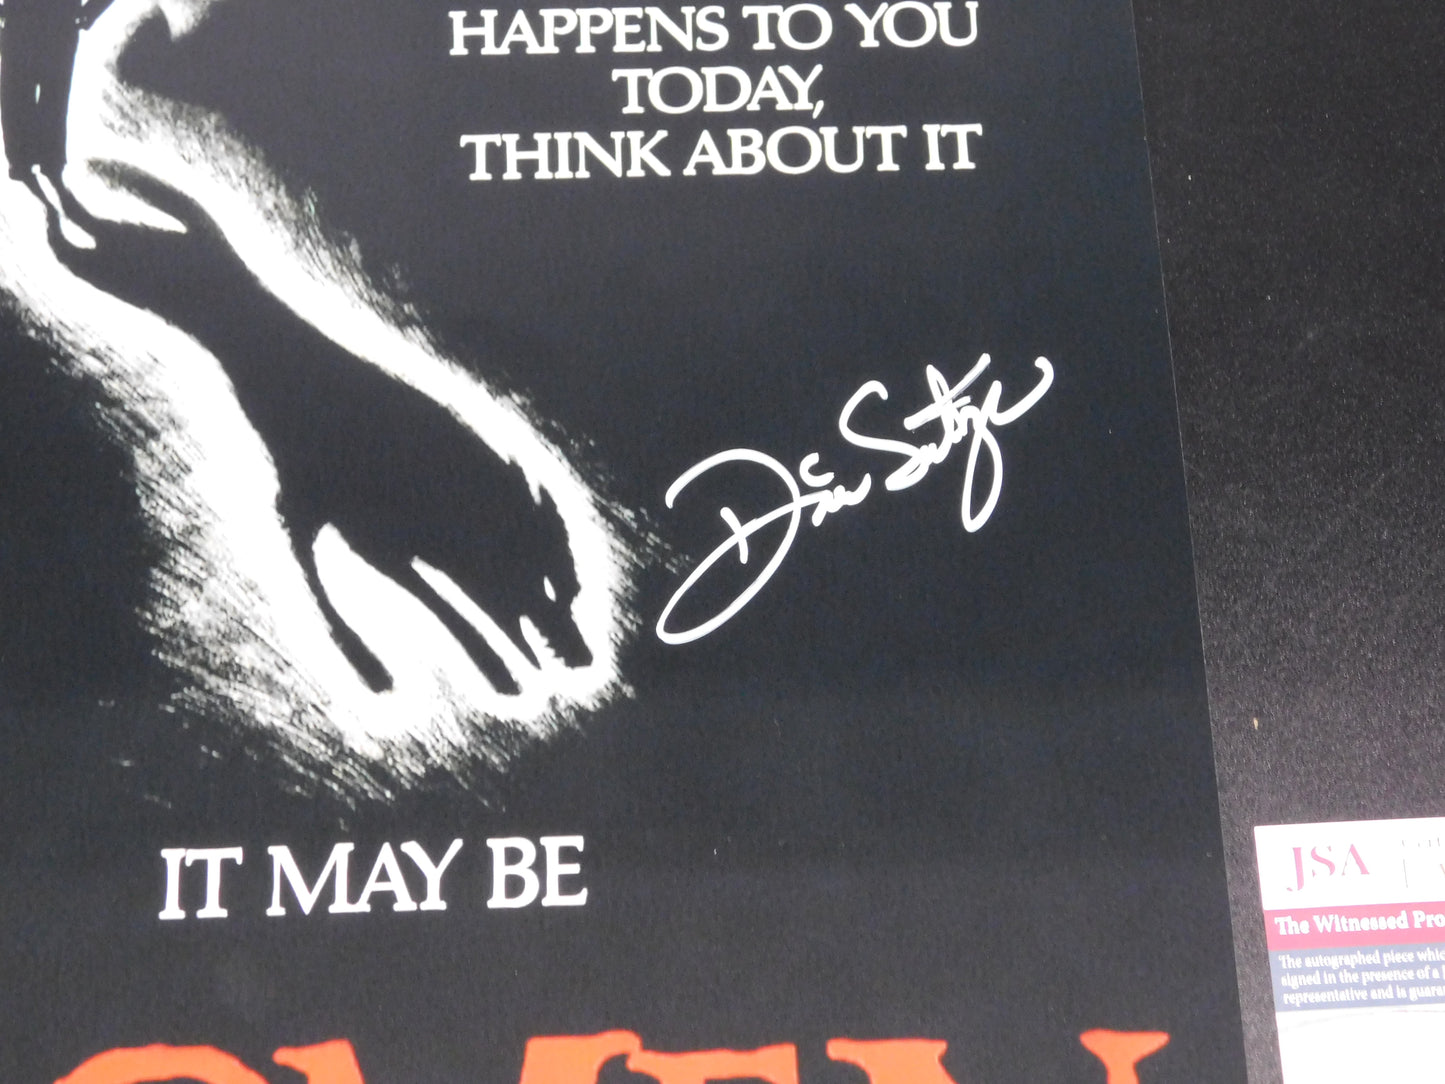 HAPPENS TO YOU
TODAY,
THINK ABOUT IT
IT MAY BE
JSA
The Witnessed Pro
The autographed piece whic
signed in the presence of a
representative and is guara